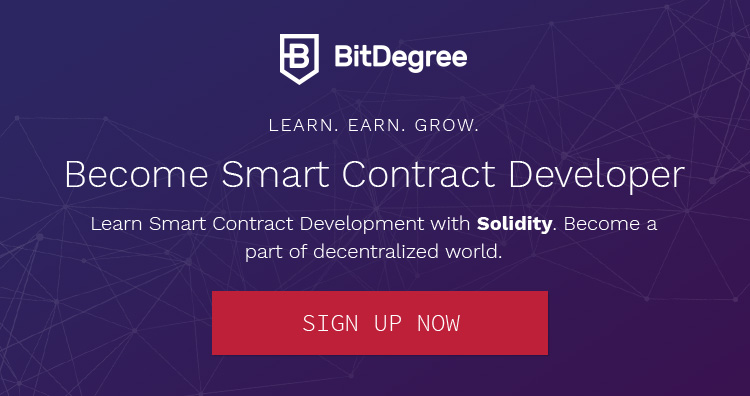 BitDegree
LEARN. EARN. GROW.
Become Smart Contract Developer
Learn Smart Contract Development with Solidity. Become a
part of decentralized world.
SIGN UP NOW